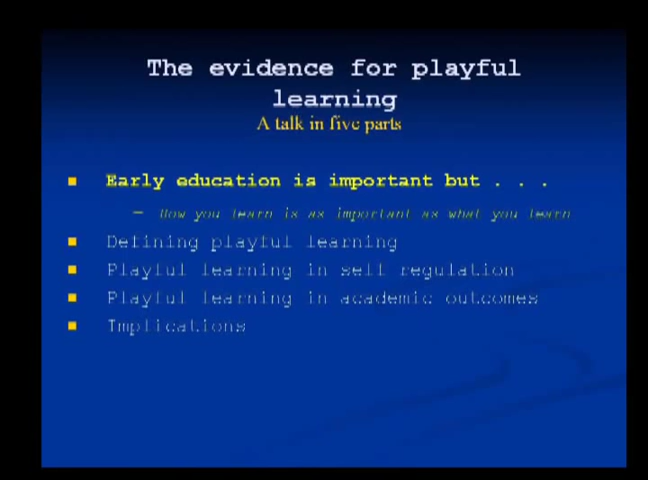 The evidence for playful
learning
A talk in five parts
Early education is important but . . .
– How you learn is as important as what you learn
Defining playful learning
Playful learning in self regulation
Playful learning in academic outcomes
Implications